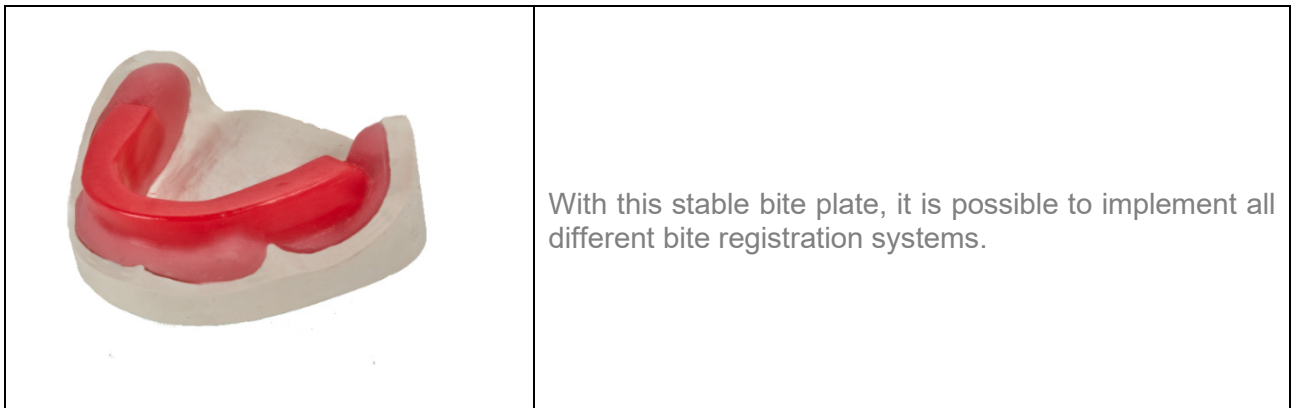 With this stable bite plate, it is possible to implement all
different bite registration systems.